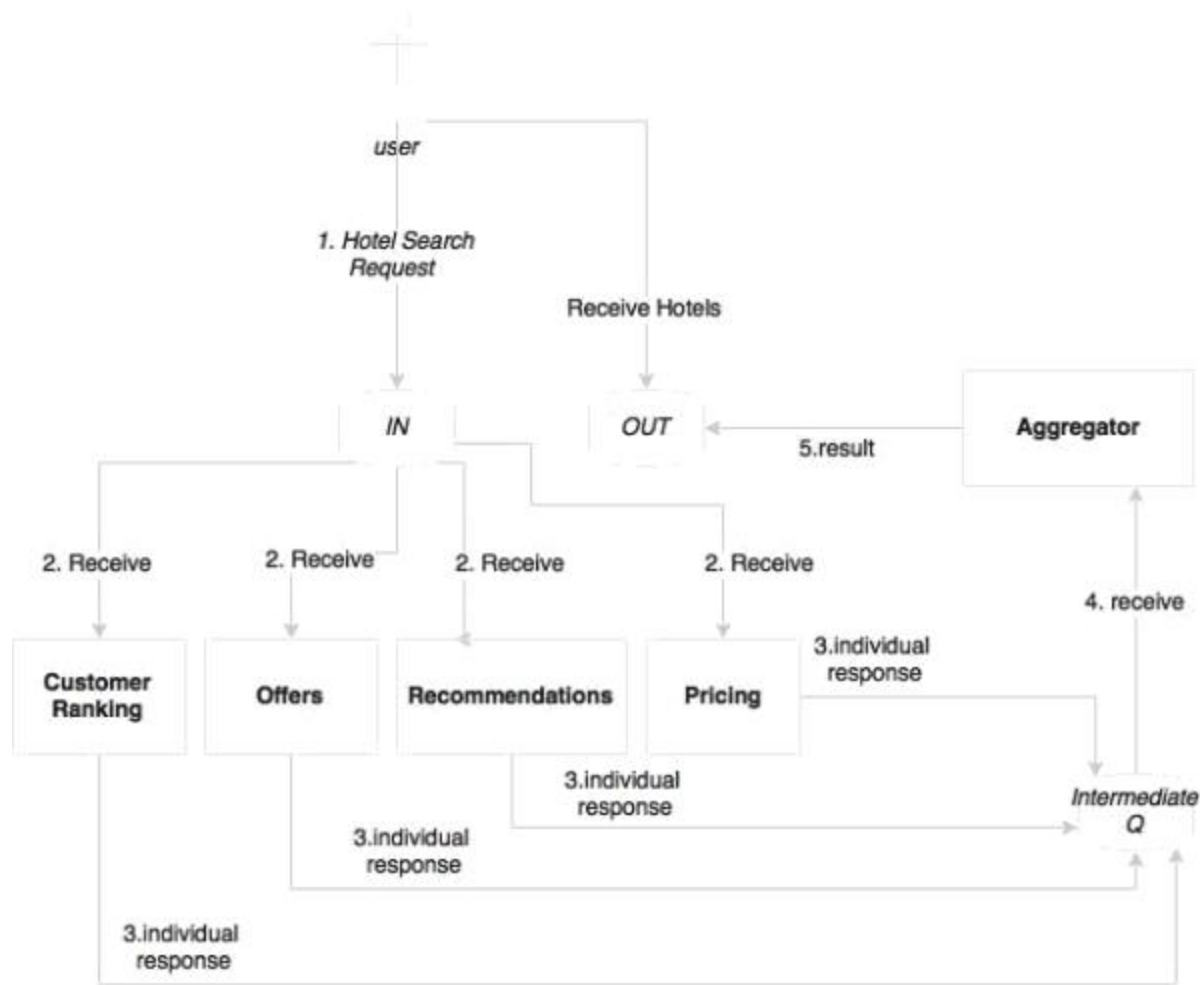 user
1. Hotel Search
Request
Receive Hotels
IN
OUT
Aggregator
5.result
2. Receive
2. Receive
2. Receive
2. Receive
4. receive
Customer
Ranking
Offers
Recommendations
Pricing
3.individual
response
3.individual
response
Intermediate
Q
3.individual
response
3.individual
response